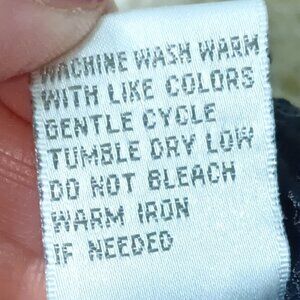 MACHINE WASH WARM
WITH LIKE COLORS
GENTLE CYCLE
TUMBLE DRY LOW
DO NOT BLEACH
WARM IRON
IF NEEDED